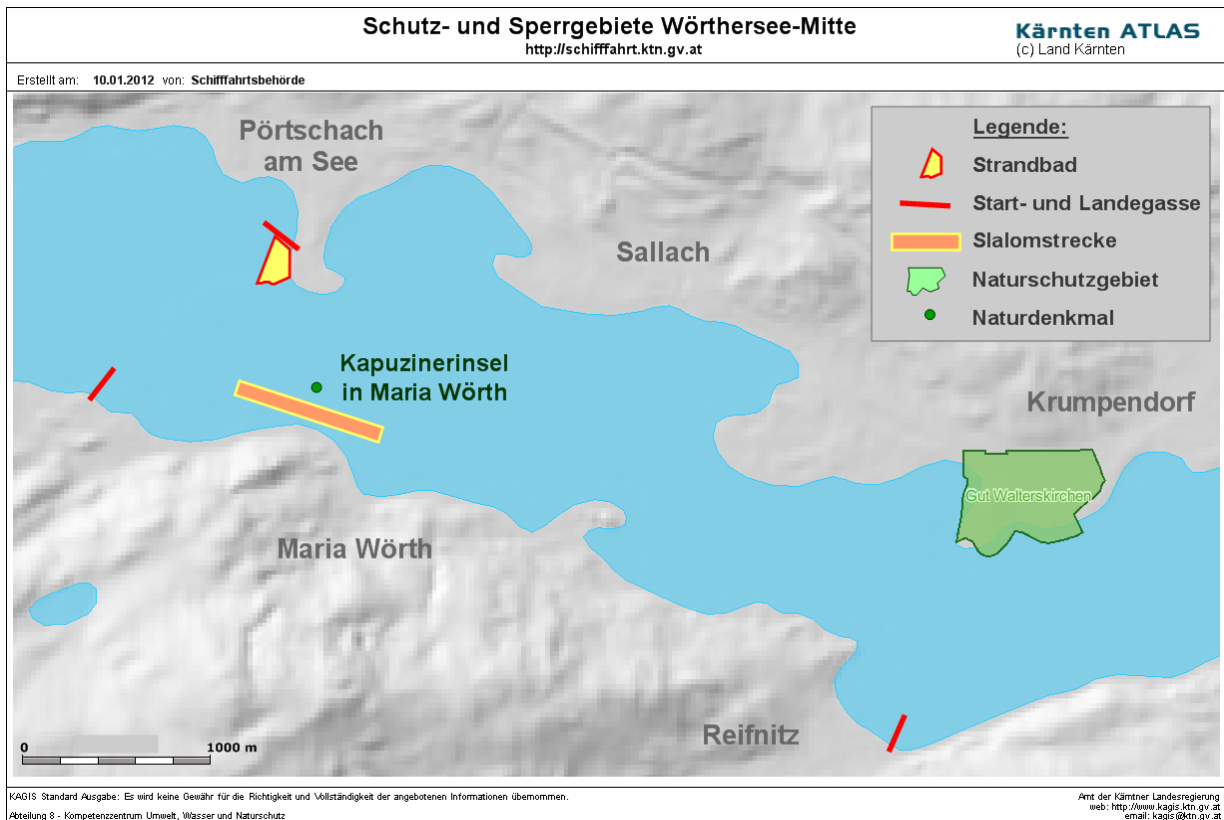 Schutz- und Sperrgebiete Wörthersee-Mitte
http://schifffahrt.ktn.gv.at
Kärnten ATLAS
(c) Land Kärnten
Erstellt am: 10.01.2012 von: Schifffahrtsbehörde
Pörtschach
am See
Legende:
Strandbad
Start- und Landegasse
Slalomstrecke
Naturschutzgebiet
Naturdenkmal
Sallach
Kapuzinerinsel
in Maria Wörth
Krumpendorf
Gut Walterskirchen
Maria Wörth
Reifnitz
0 1000 m
KAGIS Standard Ausgabe: Es wird keine Gewähr für die Richtigkeit und Vollständigkeit der angebotenen Informationen übernommen.
Abteilung 8 - Kompetenzzentrum Umwelt, Wasser und Naturschutz
Amt der Kärntner Landesregierung
web: http://www.kagis.ktn.gv.at
email: kagis@ktn.gv.at